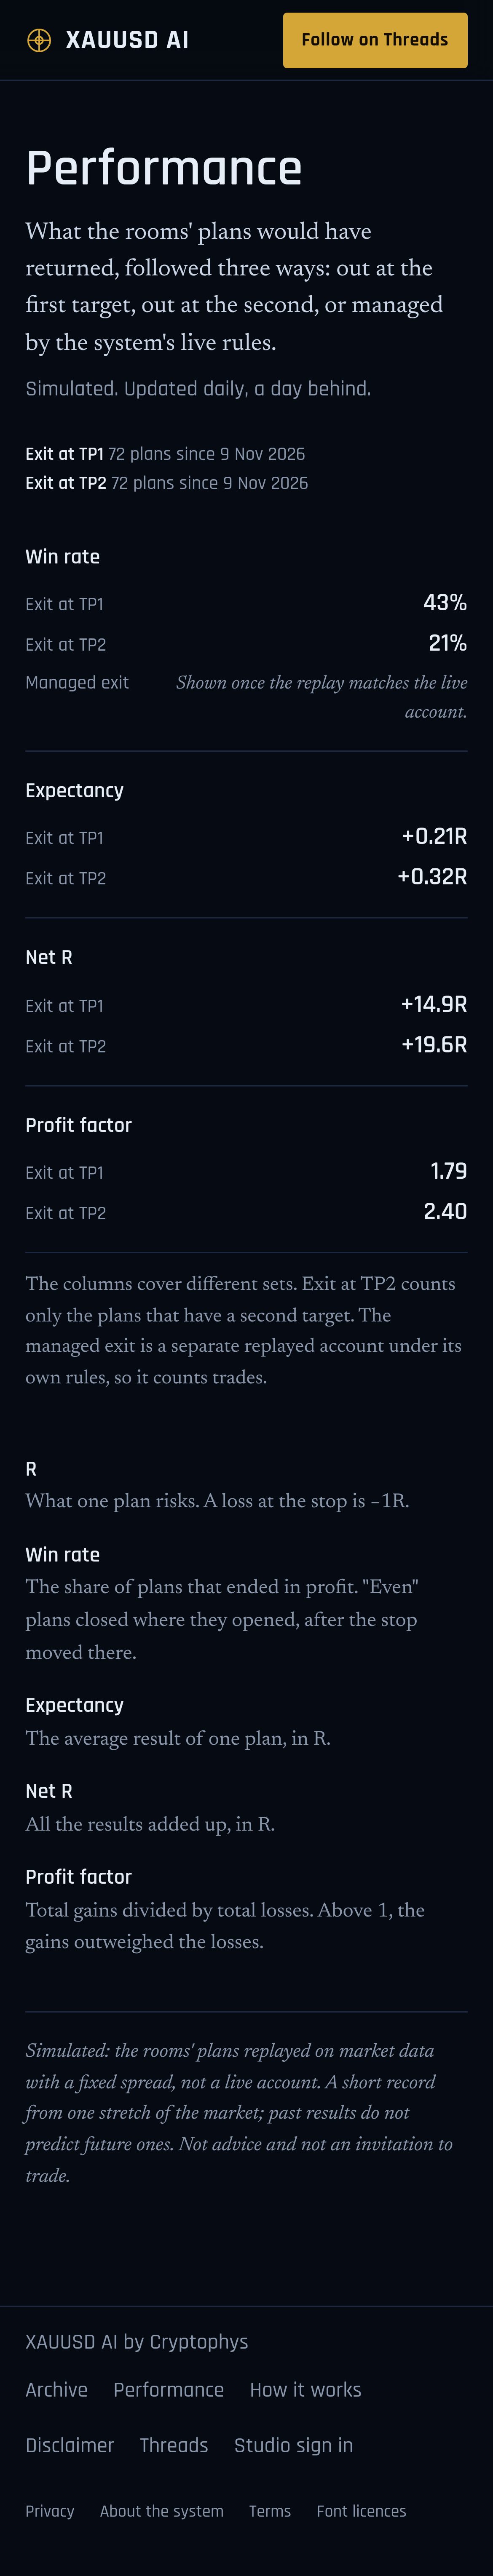 XAUUSD AI
Follow on Threads
Performance
What the rooms' plans would have
returned, followed three ways: out at the
first target, out at the second, or managed
by the system's live rules.
Simulated. Updated daily, a day behind.
Exit at TP1 72 plans since 9 Nov 2026
Exit at TP2 72 plans since 9 Nov 2026
Win rate
Exit at TP1 43%
Exit at TP2 21%
Managed exit Shown once the replay matches the live
account.
Expectancy
Exit at TP1 +0.21R
Exit at TP2 +0.32R
Net R
Exit at TP1 +14.9R
Exit at TP2 +19.6R
Profit factor
Exit at TP1 1.79
Exit at TP2 2.40
The columns cover different sets. Exit at TP2 counts
only the plans that have a second target. The
managed exit is a separate replayed account under its
own rules, so it counts trades.
R
What one plan risks. A loss at the stop is −1R.
Win rate
The share of plans that ended in profit. "Even"
plans closed where they opened, after the stop
moved there.
Expectancy
The average result of one plan, in R.
Net R
All the results added up, in R.
Profit factor
Total gains divided by total losses. Above 1, the
gains outweighed the losses.
Simulated: the rooms' plans replayed on market data
with a fixed spread, not a live account. A short record
from one stretch of the market; past results do not
predict future ones. Not advice and not an invitation to
trade.
XAUUSD AI by Cryptophys
Archive Performance How it works
Disclaimer Threads Studio sign in
Privacy About the system Terms Font licences